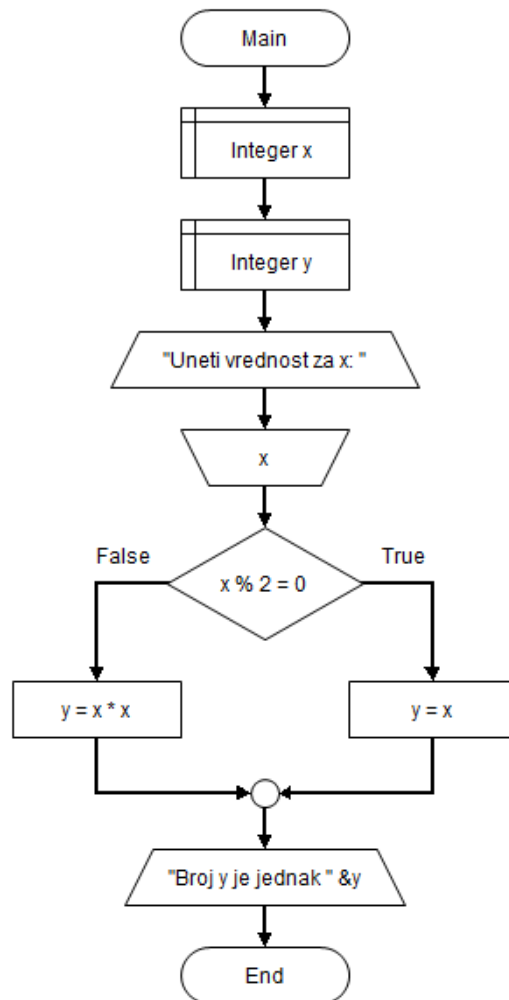 Main
Integer x
Integer y
"Uneti vrednost za x: "
x
False
True
x % 2 = 0
y = x * x
y = x
"Broj y je jednak " &y
End